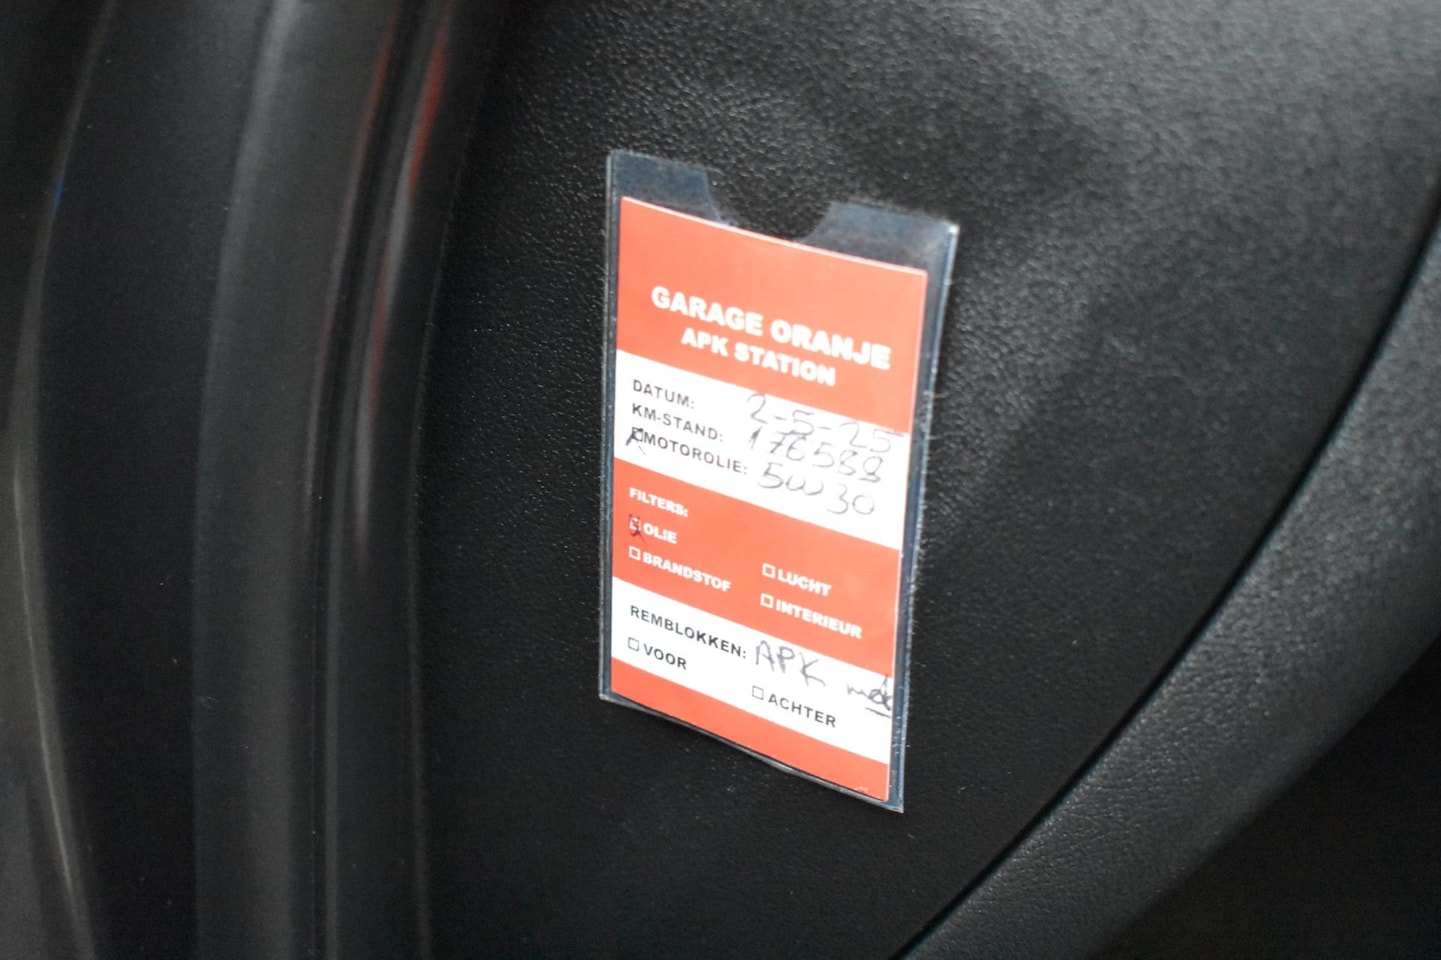 GARAGE ORANJE
APK STATION
DATUM: 2-5-25
KM-STAND: 176588
MOTOROLIE: 5W30
FILTERS:
OLIE
LUCHT
BRANDSTOF
INTERIEUR
REMBLOKKEN: APK
VOOR
ACHTER